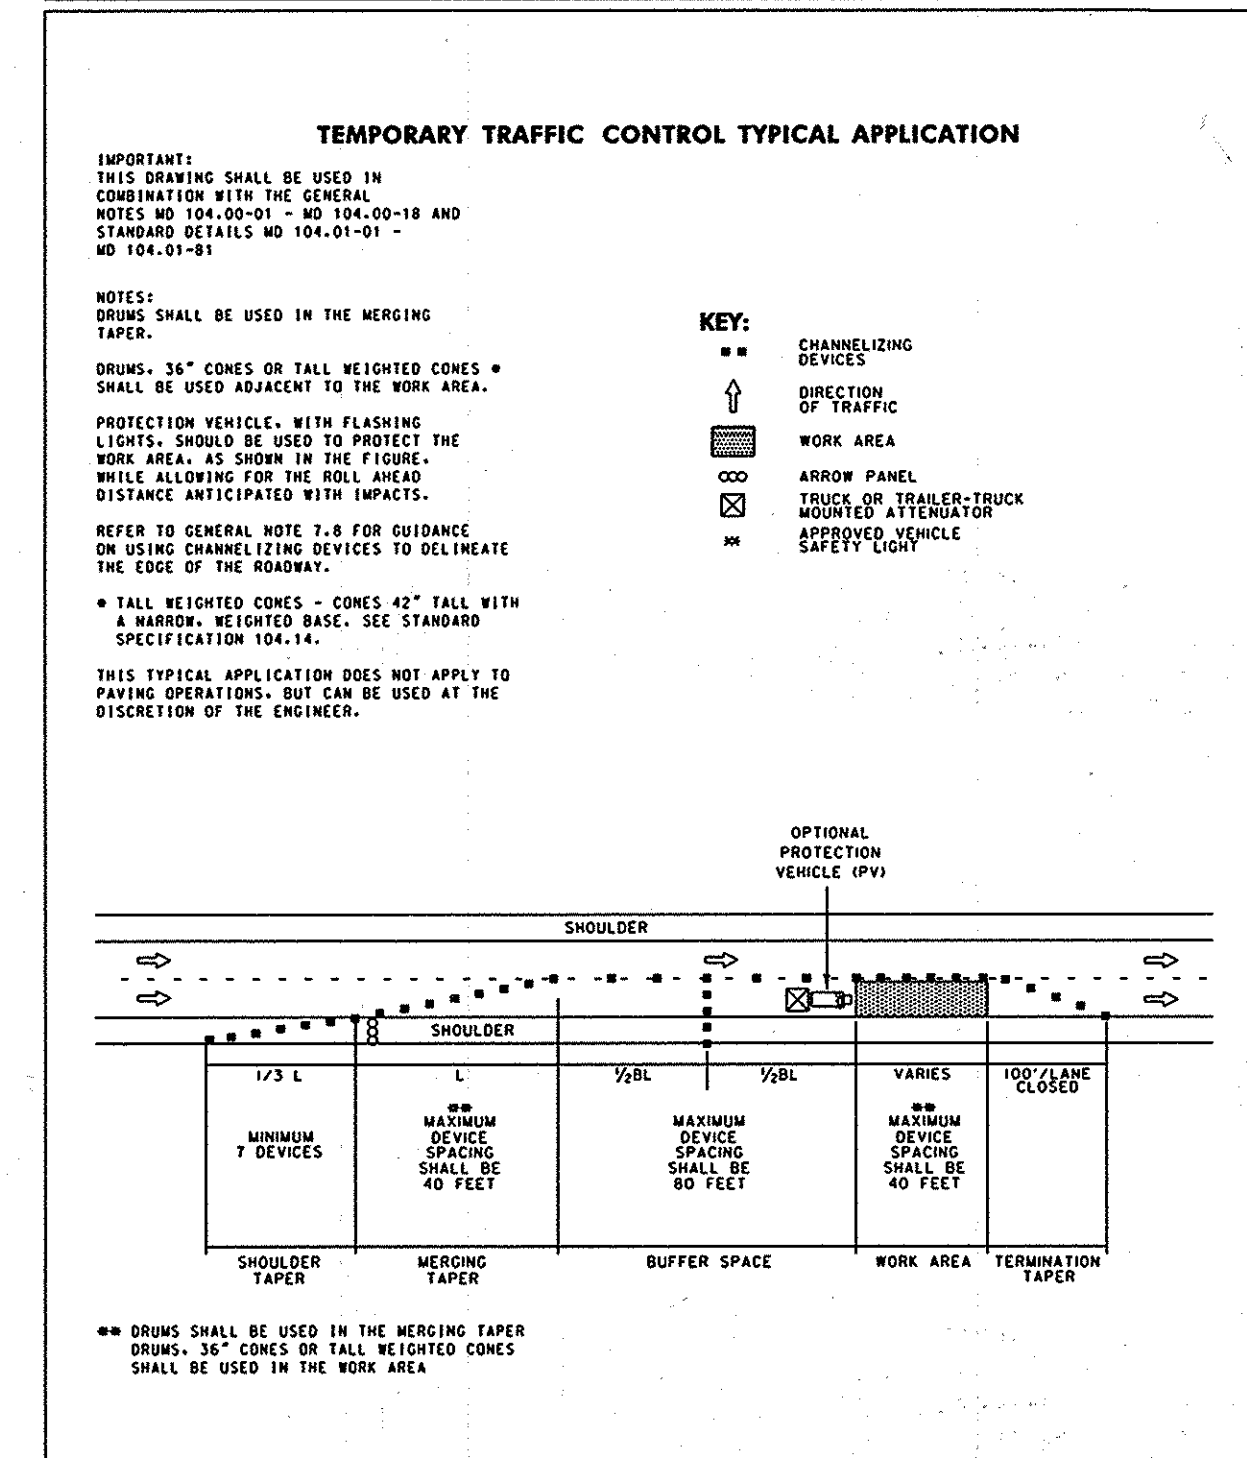 TEMPORARY TRAFFIC CONTROL TYPICAL APPLICATION
IMPORTANT:
THIS DRAWING SHALL BE USED IN
COMBINATION WITH THE GENERAL
NOTES MD 104.00-01 - MD 104.00-18 AND
STANDARD DETAILS MD 104.01-01 -
MD 104.01-81
NOTES:
DRUMS SHALL BE USED IN THE MERGING
TAPER.
DRUMS, 36" CONES OR TALL WEIGHTED CONES *
SHALL BE USED ADJACENT TO THE WORK AREA.
PROTECTION VEHICLE, WITH FLASHING
LIGHTS, SHOULD BE USED TO PROTECT THE
WORK AREA, AS SHOWN IN THE FIGURE,
WHILE ALLOWING FOR THE ROLL AHEAD
DISTANCE ANTICIPATED WITH IMPACTS.
REFER TO GENERAL NOTE 7.8 FOR GUIDANCE
ON USING CHANNELIZING DEVICES TO DELINEATE
THE EDGE OF THE ROADWAY.
* TALL WEIGHTED CONES - CONES 42" TALL WITH
A NARROW, WEIGHTED BASE. SEE STANDARD
SPECIFICATION 104.14.
THIS TYPICAL APPLICATION DOES NOT APPLY TO
PAVING OPERATIONS, BUT CAN BE USED AT THE
DISCRETION OF THE ENGINEER.
KEY:
CHANNELIZING
DEVICES
DIRECTION
OF TRAFFIC
WORK AREA
ARROW PANEL
TRUCK OR TRAILER-TRUCK
MOUNTED ATTENUATOR
APPROVED VEHICLE
SAFETY LIGHT
OPTIONAL
PROTECTION
VEHICLE (PV)
SHOULDER
SHOULDER
1/3 L
L
½BL
½BL
VARIES
100'/LANE
CLOSED
MINIMUM
7 DEVICES
**
MAXIMUM
DEVICE
SPACING
SHALL BE
40 FEET
MAXIMUM
DEVICE
SPACING
SHALL BE
80 FEET
**
MAXIMUM
DEVICE
SPACING
SHALL BE
40 FEET
SHOULDER
TAPER
MERGING
TAPER
BUFFER SPACE
WORK AREA
TERMINATION
TAPER
** DRUMS SHALL BE USED IN THE MERGING TAPER
DRUMS, 36" CONES OR TALL WEIGHTED CONES
SHALL BE USED IN THE WORK AREA